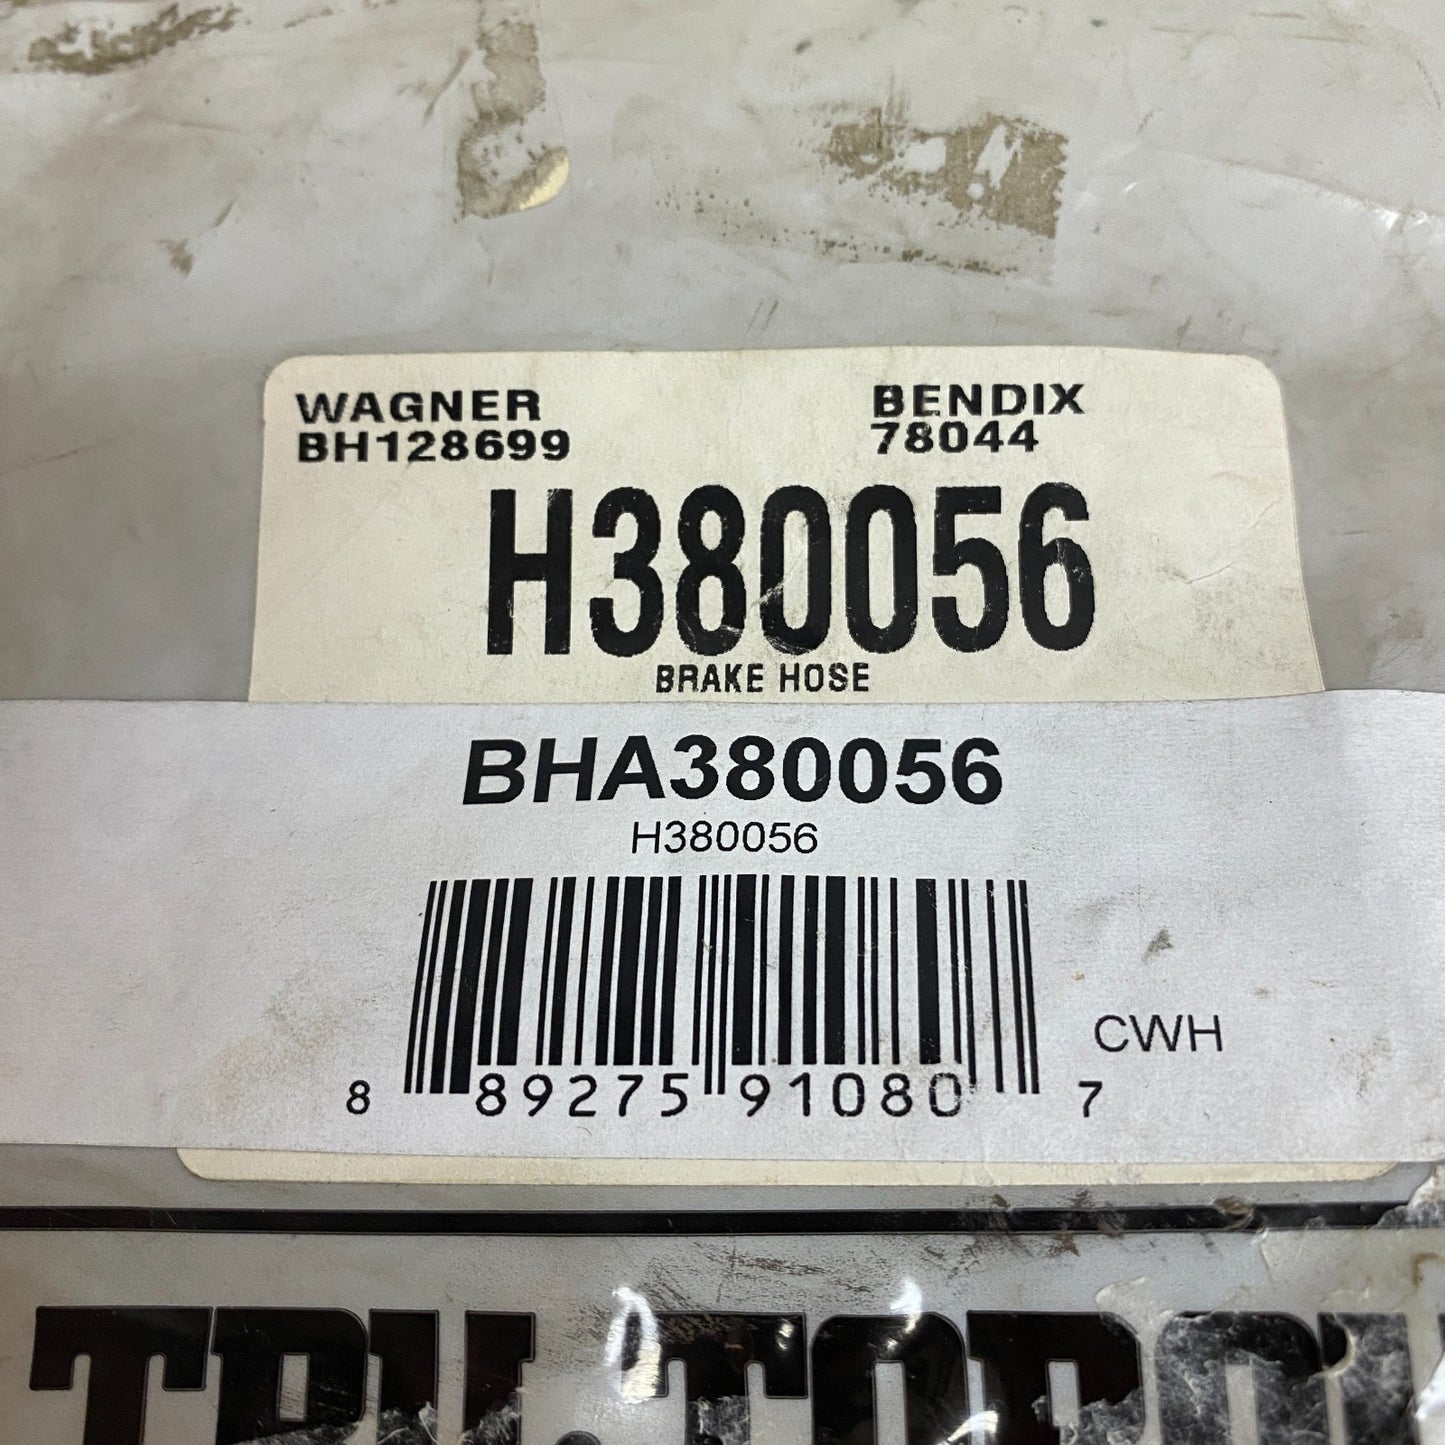 WAGNER BENDIX
BH128699 78044
H380056
BRAKE HOSE
BHA380056
H380056
CWH
8 89275 91080 7